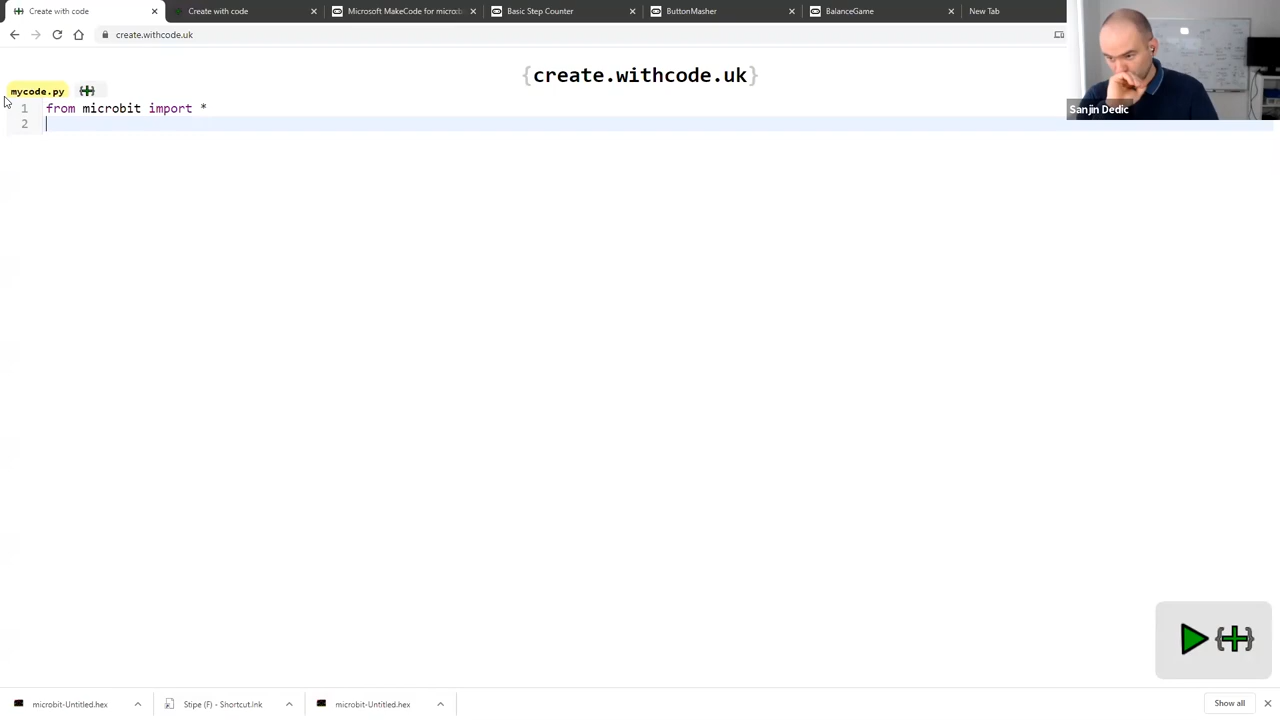 Create with code
Create with code
Microsoft MakeCode for micro:b
Basic Step Counter
ButtonMasher
BalanceGame
New Tab
create.withcode.uk
{create.withcode.uk}
Sanjin Dedic
mycode.py
1 from microbit import *
2
microbit-Untitled.hex
Stipe (F) - Shortcut.lnk
microbit-Untitled.hex
Show all